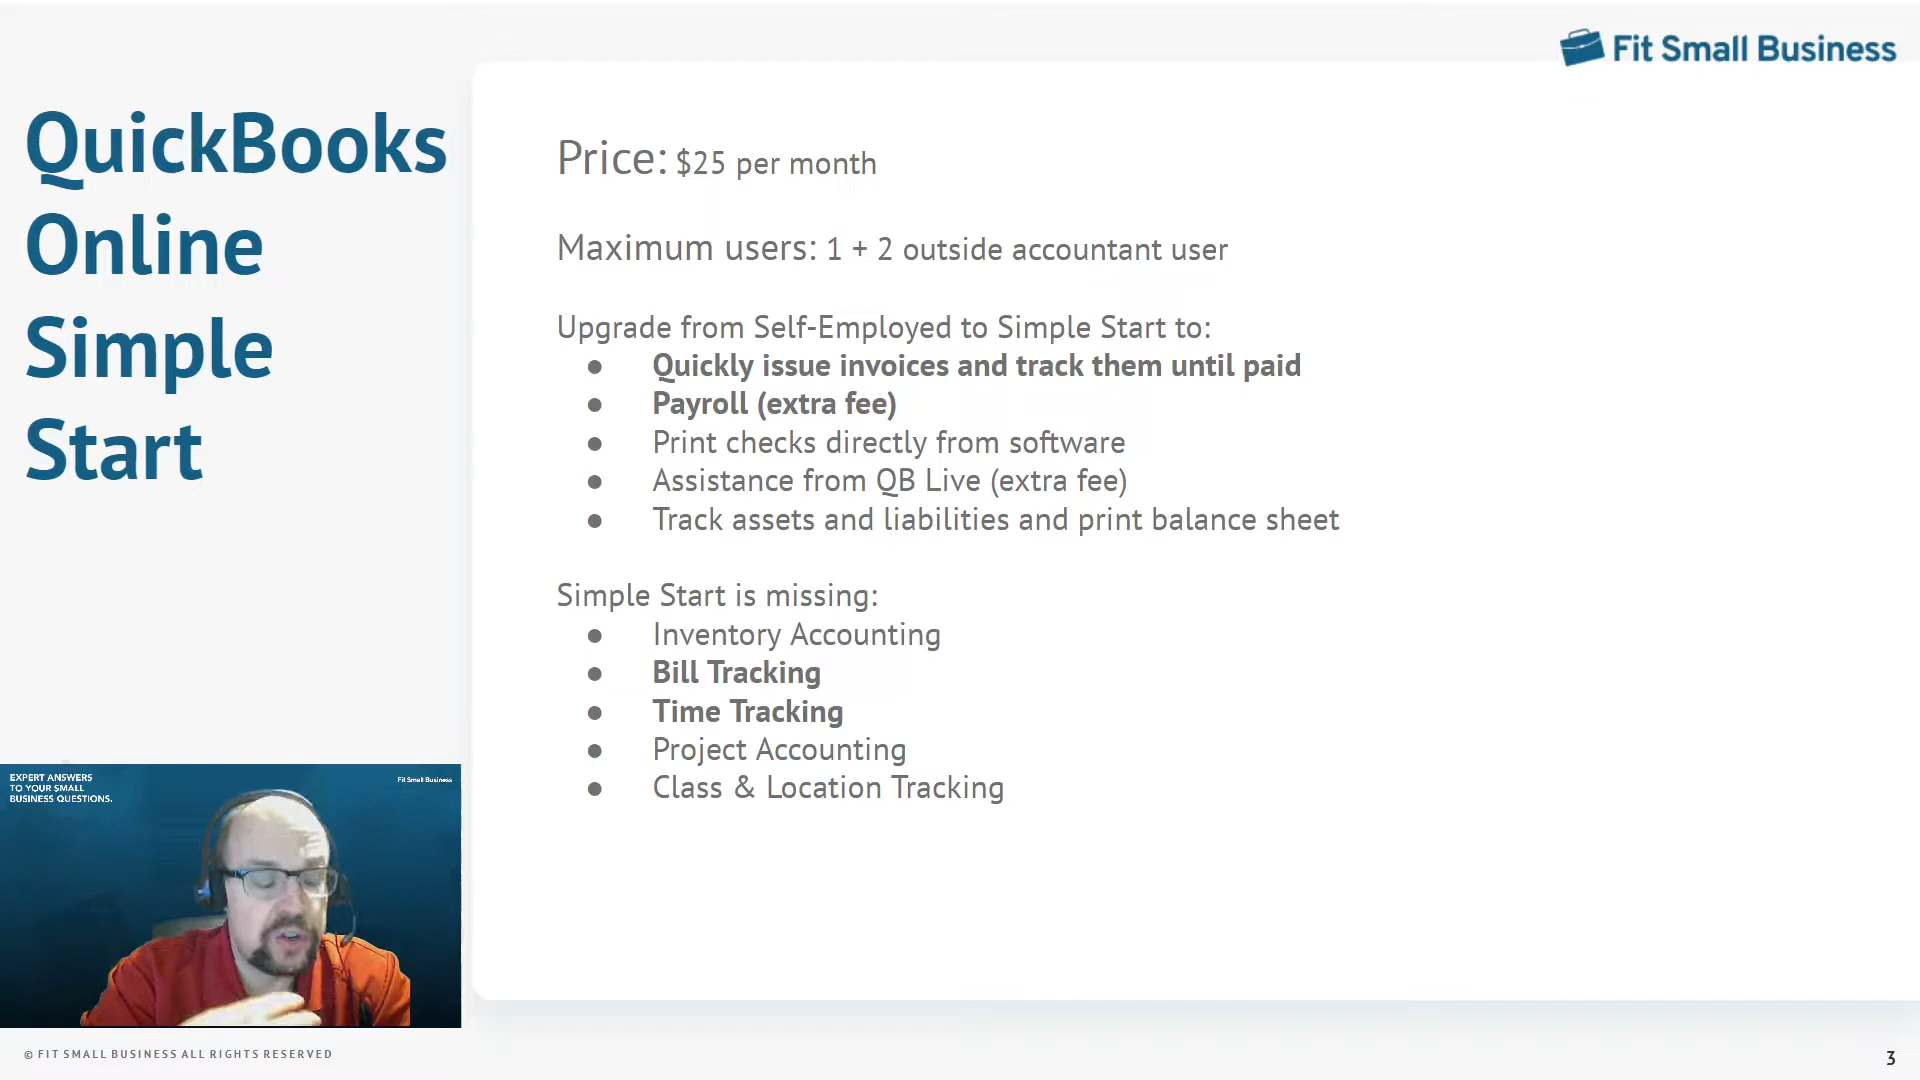 Fit Small Business
QuickBooks
Online
Simple
Start
Price: $25 per month
Maximum users: 1 + 2 outside accountant user
Upgrade from Self-Employed to Simple Start to:
● Quickly issue invoices and track them until paid
● Payroll (extra fee)
● Print checks directly from software
● Assistance from QB Live (extra fee)
● Track assets and liabilities and print balance sheet
Simple Start is missing:
● Inventory Accounting
● Bill Tracking
● Time Tracking
● Project Accounting
● Class & Location Tracking
EXPERT ANSWERS
TO YOUR SMALL
BUSINESS QUESTIONS.
Fit Small Business
© FIT SMALL BUSINESS ALL RIGHTS RESERVED
3